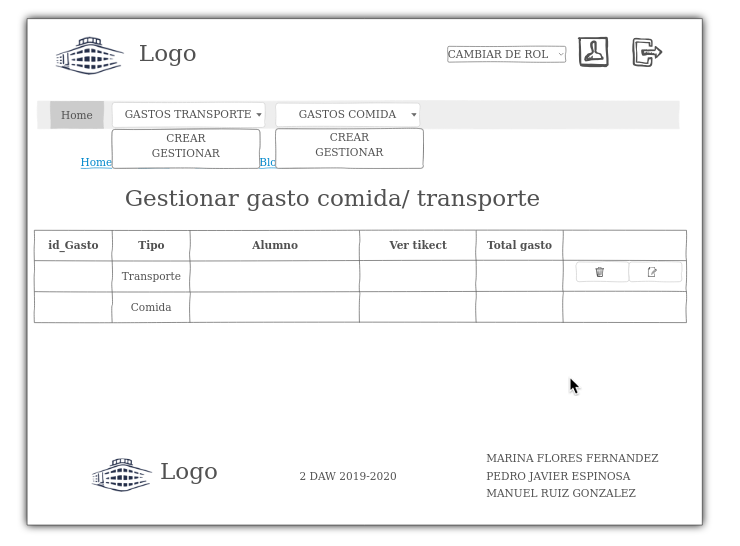 Logo
CAMBIAR DE ROL
Home
GASTOS TRANSPORTE
GASTOS COMIDA
CREAR
GESTIONAR
CREAR
GESTIONAR
Home
Blo
Gestionar gasto comida/ transporte
id_Gasto Tipo Alumno Ver tikect Total gasto
Transporte
Comida
Logo
2 DAW 2019-2020
MARINA FLORES FERNANDEZ
PEDRO JAVIER ESPINOSA
MANUEL RUIZ GONZALEZ